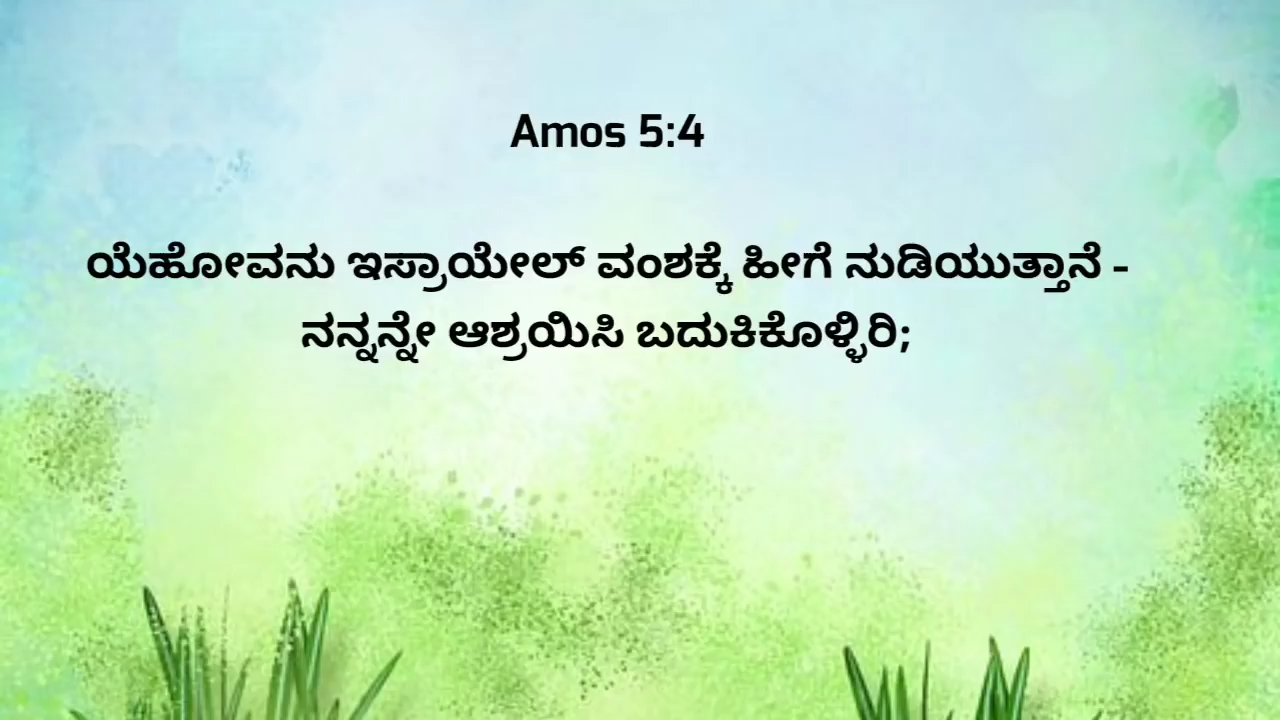 Amos 5:4
ಯೆಹೋವನು ಇಸ್ರಾಯೇಲ್ ವಂಶಕ್ಕೆ ಹೀಗೆ ನುಡಿಯುತ್ತಾನೆ -
ನನ್ನನ್ನೇ ಆಶ್ರಯಿಸಿ ಬದುಕಿಕೊಳ್ಳಿರಿ;